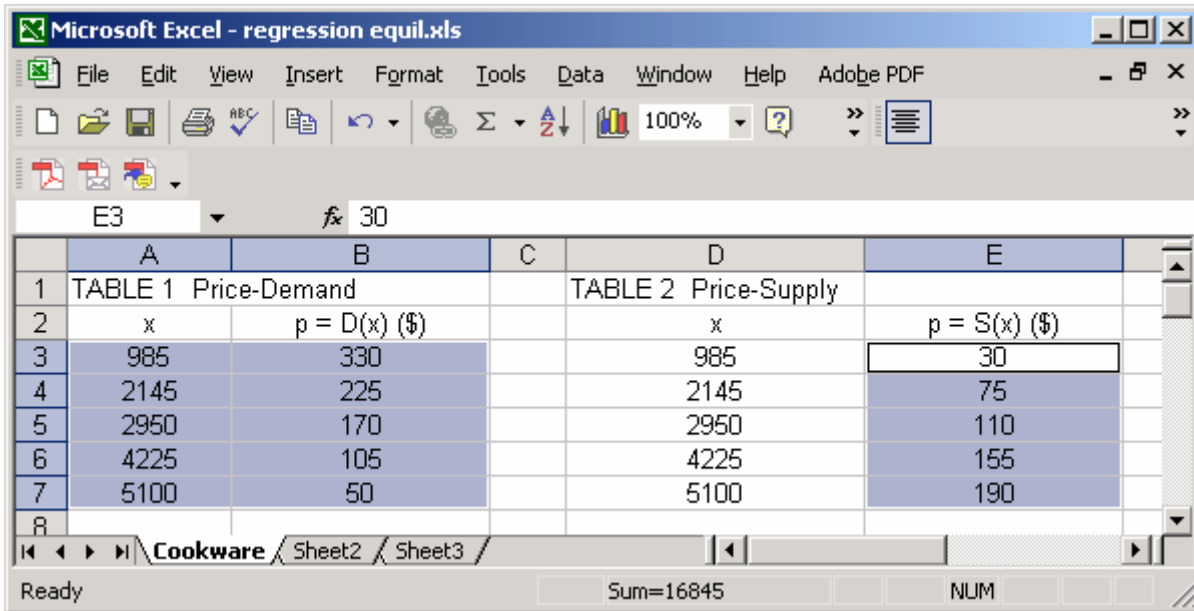 Microsoft Excel - regression equil.xls
File Edit View Insert Format Tools Data Window Help Adobe PDF
ABC Σ A Z 100% ?
E3 fx 30
A B C D E
1 TABLE 1 Price-Demand TABLE 2 Price-Supply
2 x p = D(x) ($) x p = S(x) ($)
3 985 330 985 30
4 2145 225 2145 75
5 2950 170 2950 110
6 4225 105 4225 155
7 5100 50 5100 190
8
Cookware Sheet2 Sheet3
Ready Sum=16845 NUM